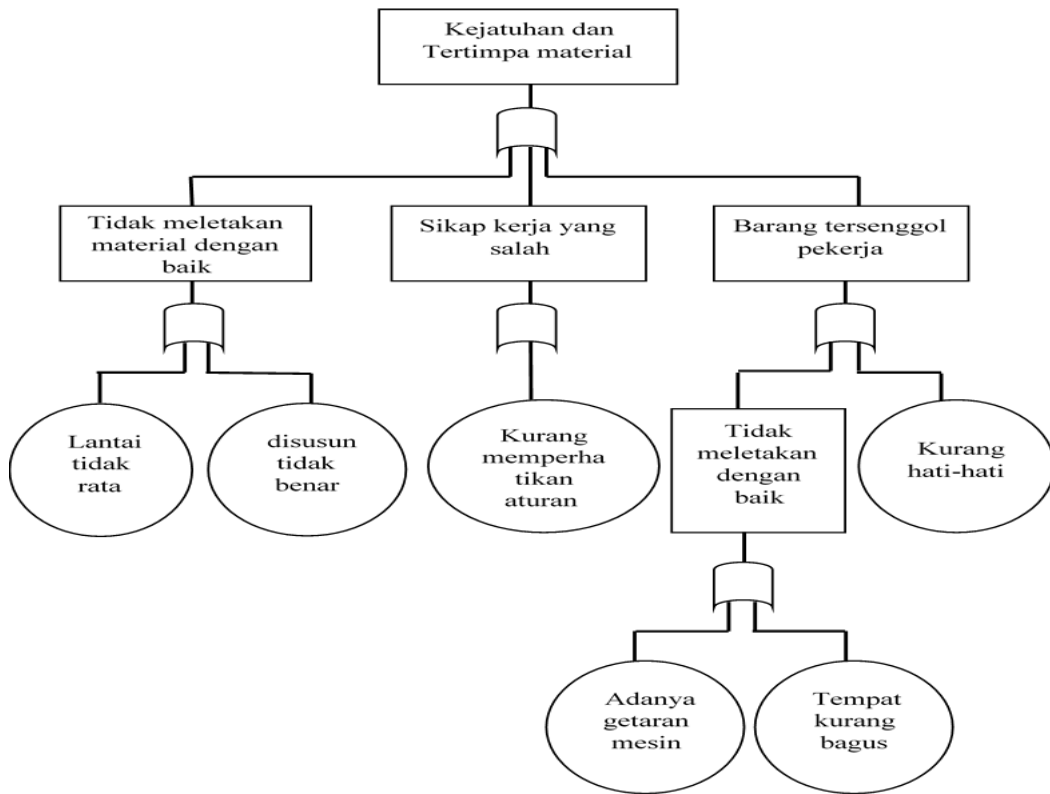 Kejatuhan dan
Tertimpa material
Tidak meletakan
material dengan
baik
Sikap kerja yang
salah
Barang tersenggol
pekerja
Lantai
tidak
rata
disusun
tidak
benar
Kurang
memperha
tikan
aturan
Tidak
meletakan
dengan
baik
Kurang
hati-hati
Adanya
getaran
mesin
Tempat
kurang
bagus